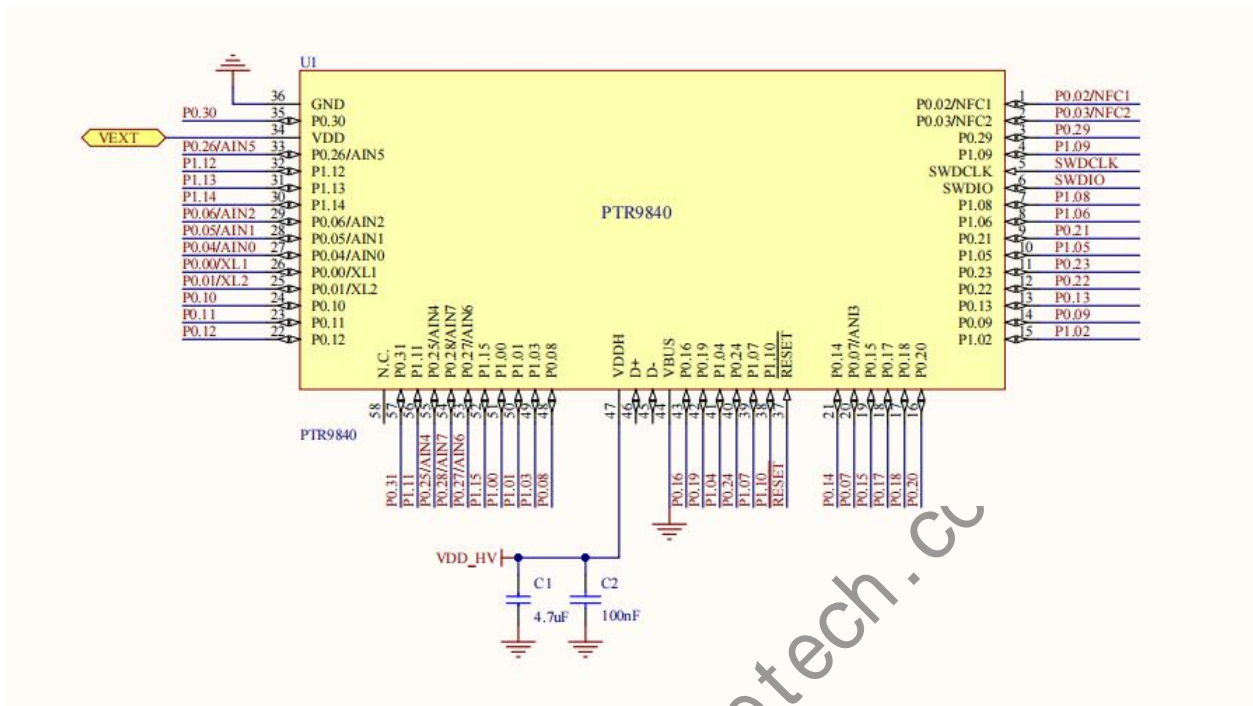 U1
36 GND
P0.30 35 P0.30
VEXT 34 VDD
P0.26/AIN5 33 P0.26/AIN5
P1.12 32 P1.12
P1.13 31 P1.13
P1.14 30 P1.14
P0.06/AIN2 29 P0.06/AIN2
P0.05/AIN1 28 P0.05/AIN1
P0.04/AIN0 27 P0.04/AIN0
P0.00/XL1 26 P0.00/XL1
P0.01/XL2 25 P0.01/XL2
P0.10 24 P0.10
P0.11 23 P0.11
P0.12 22 P0.12
PTR9840
P0.02/NFC1 1 P0.02/NFC1
P0.03/NFC2 2 P0.03/NFC2
P0.29 3 P0.29
P1.09 4 P1.09
SWDCLK 5 SWDCLK
SWDIO 6 SWDIO
P1.08 7 P1.08
P1.06 8 P1.06
P0.21 9 P0.21
P1.05 10 P1.05
P0.23 11 P0.23
P0.22 12 P0.22
P0.13 13 P0.13
P0.09 14 P0.09
P1.02 15 P1.02
N.C. 58
P0.31 57 P0.31
P1.11 56 P1.11
P0.25/AIN4 55 P0.25/AIN4
P0.28/AIN7 54 P0.28/AIN7
P0.27/AIN6 53 P0.27/AIN6
P1.15 52 P1.15
P1.00 51 P1.00
P1.01 50 P1.01
P1.03 49 P1.03
P0.08 48 P0.08
VDDH 47
D+ 46
D- 45
VBUS 44
P0.16 43 P0.16
P0.19 42 P0.19
P1.04 41 P1.04
P0.24 40 P0.24
P1.07 39 P1.07
P1.10 38 P1.10
RESET 37 RESET
P0.14 21 P0.14
P0.07/ANI3 20 P0.07
P0.15 19 P0.15
P0.17 18 P0.17
P0.18 17 P0.18
P0.20 16 P0.20
PTR9840
VDD_HV
C1
4.7uF
C2
100nF